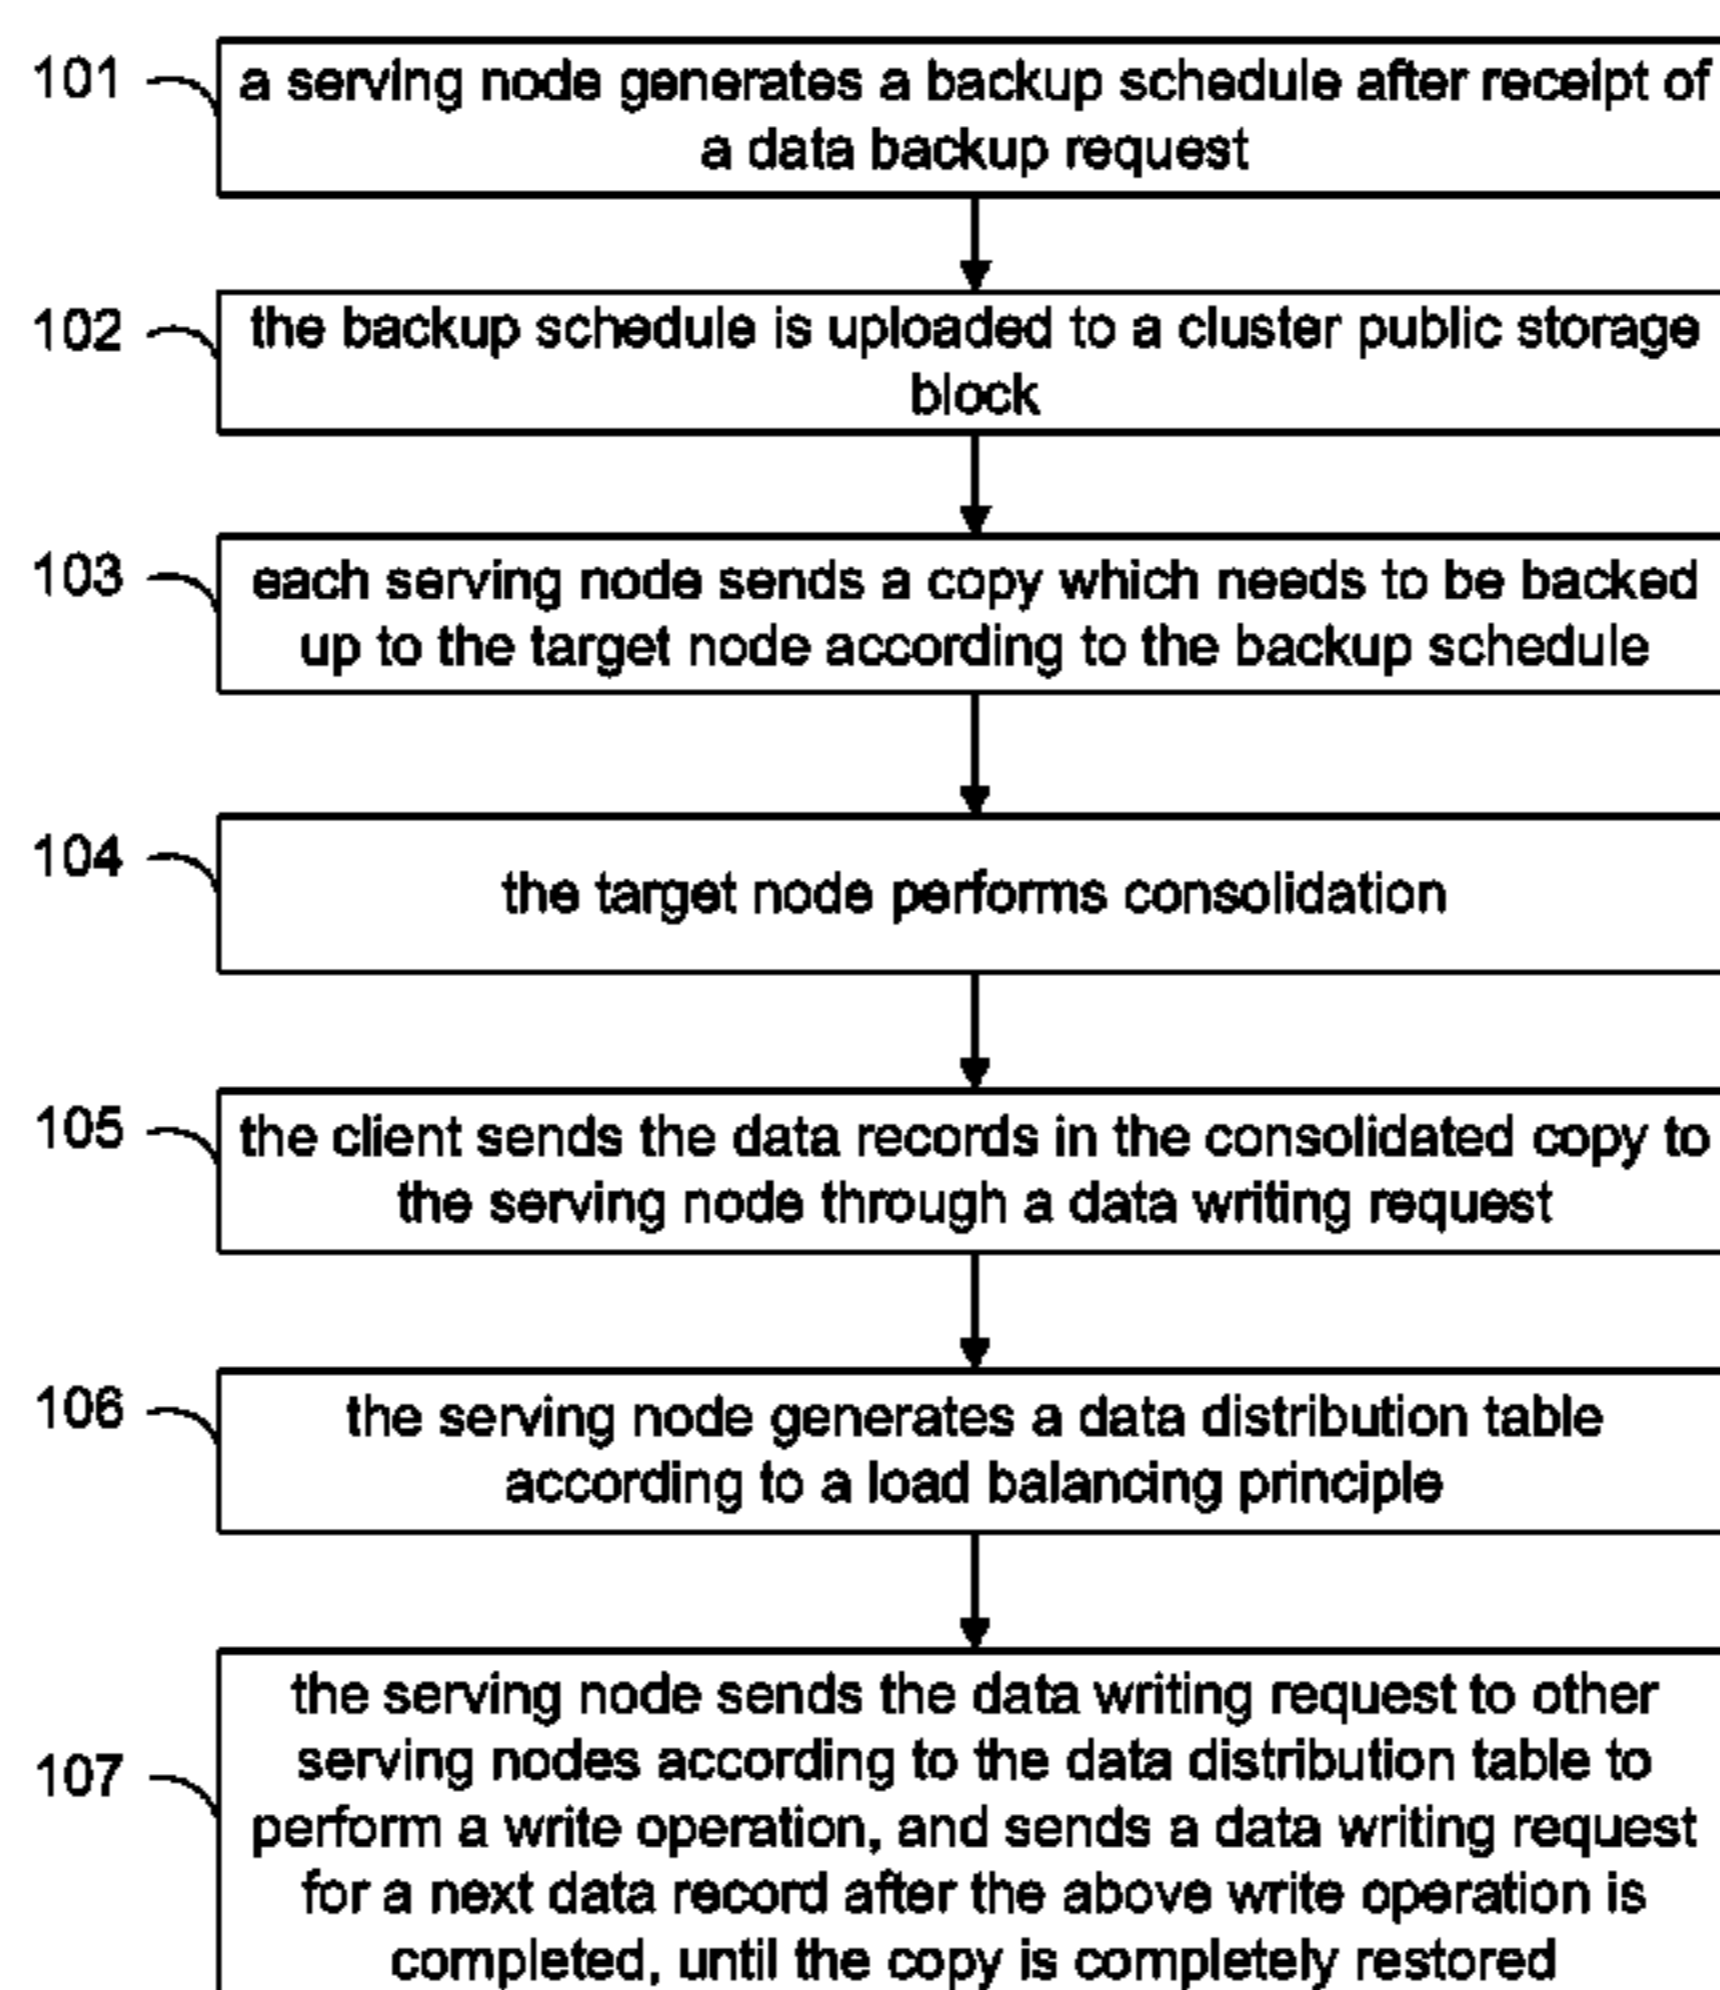 101
a serving node generates a backup schedule after receipt of
a data backup request
102
the backup schedule is uploaded to a cluster public storage
block
103
each serving node sends a copy which needs to be backed
up to the target node according to the backup schedule
104
the target node performs consolidation
105
the client sends the data records in the consolidated copy to
the serving node through a data writing request
106
the serving node generates a data distribution table
according to a load balancing principle
107
the serving node sends the data writing request to other
serving nodes according to the data distribution table to
perform a write operation, and sends a data writing request
for a next data record after the above write operation is
completed, until the copy is completely restored